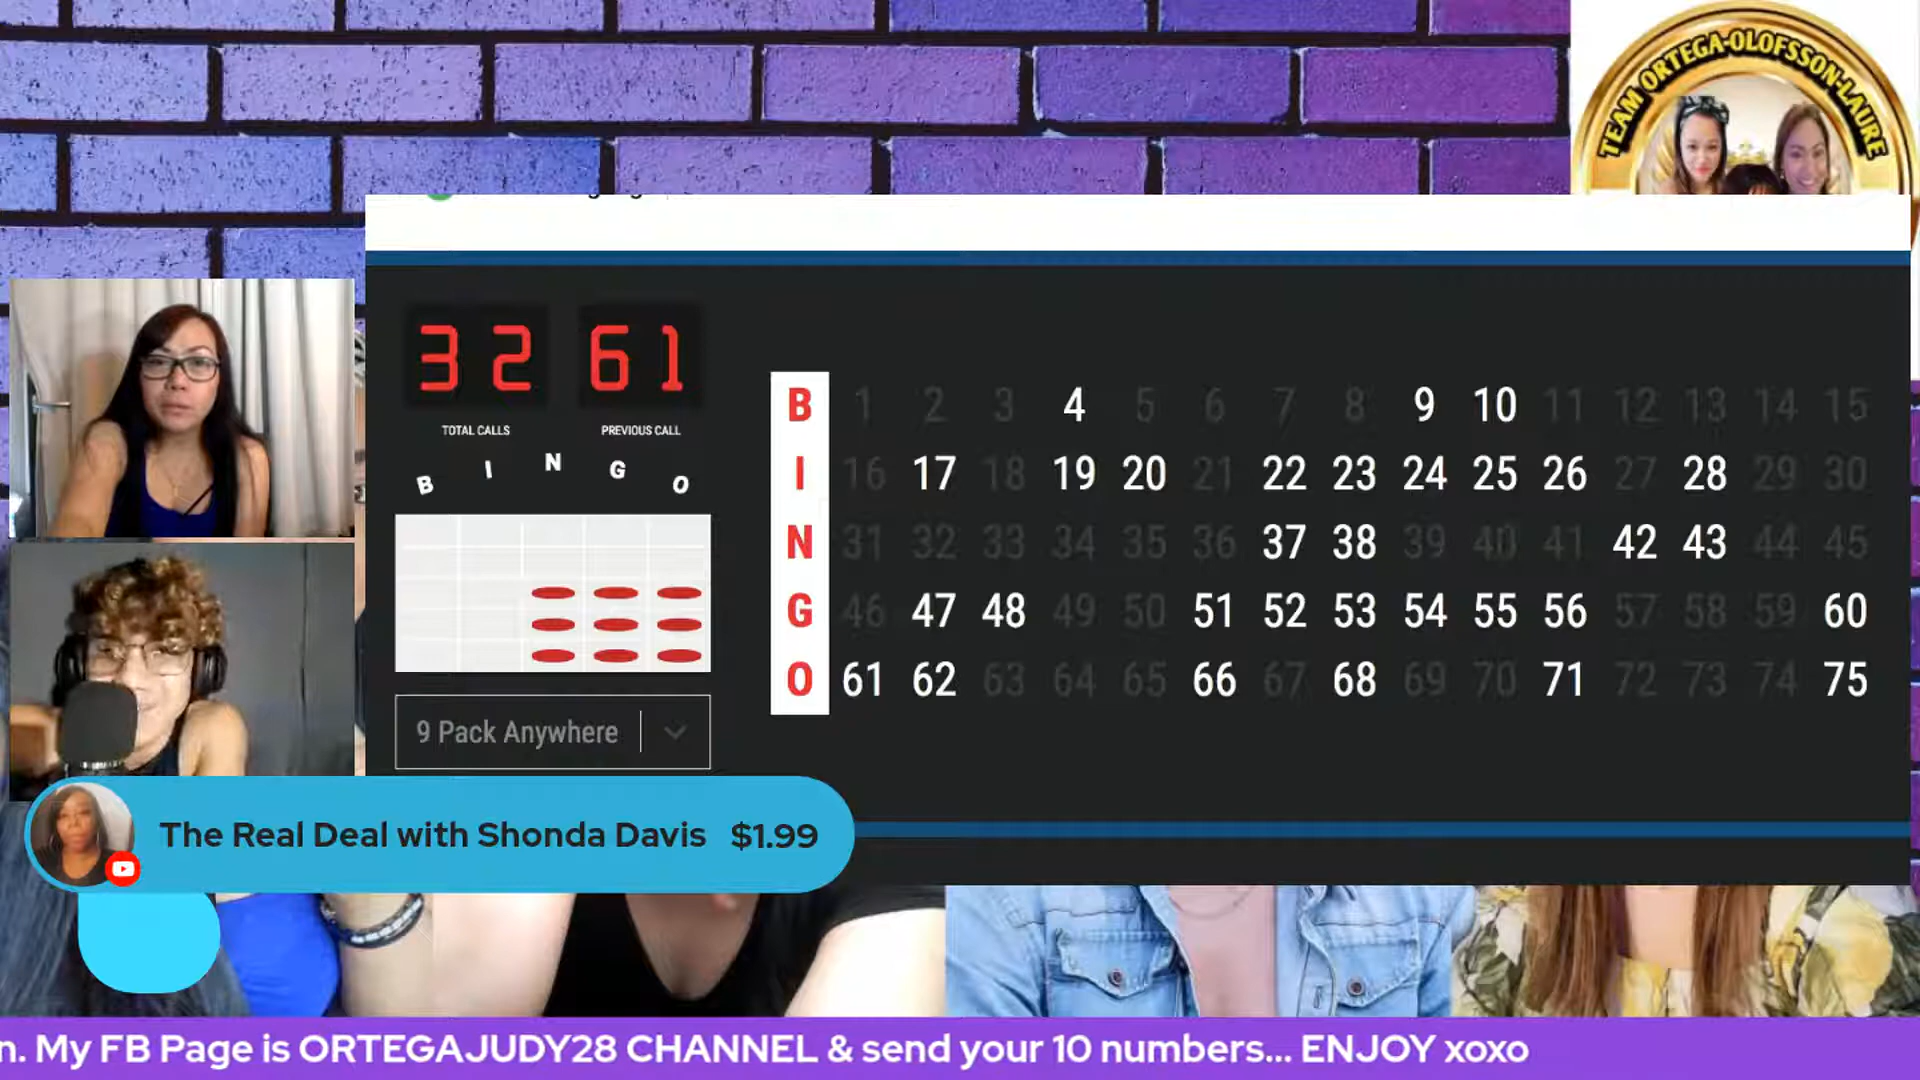 TEAM ORTEGA-OLOFSSON-LAURE
32 61
TOTAL CALLS PREVIOUS CALL
B I N G O
9 Pack Anywhere
B 1 2 3 4 5 6 7 8 9 10 11 12 13 14 15
I 16 17 18 19 20 21 22 23 24 25 26 27 28 29 30
N 31 32 33 34 35 36 37 38 39 40 41 42 43 44 45
G 46 47 48 49 50 51 52 53 54 55 56 57 58 59 60
O 61 62 63 64 65 66 67 68 69 70 71 72 73 74 75
The Real Deal with Shonda Davis $1.99
n. My FB Page is ORTEGAJUDY28 CHANNEL & send your 10 numbers... ENJOY xoxo